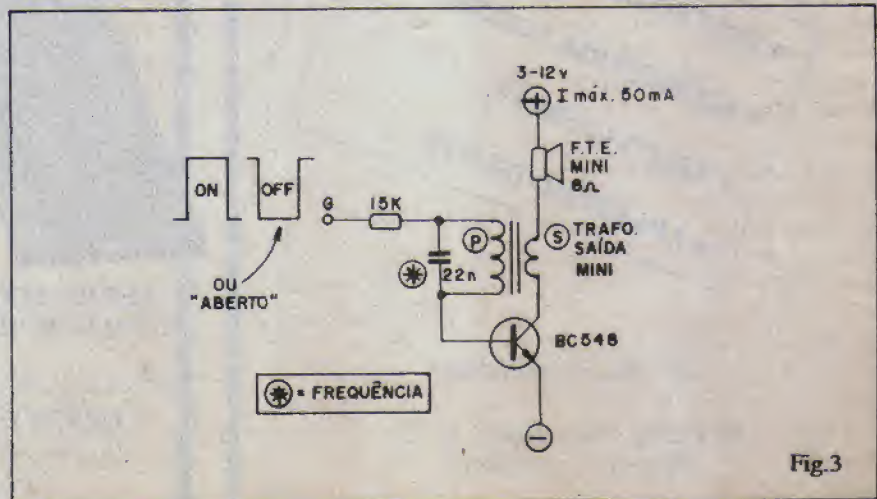 3-12v
I máx. 50mA
F.T.E.
MINI
8Ω
ON
OFF
G
15K
P
S
TRAFO.
SAÍDA
MINI
22n
OU
"ABERTO"
BC548
= FREQUÊNCIA
Fig.3